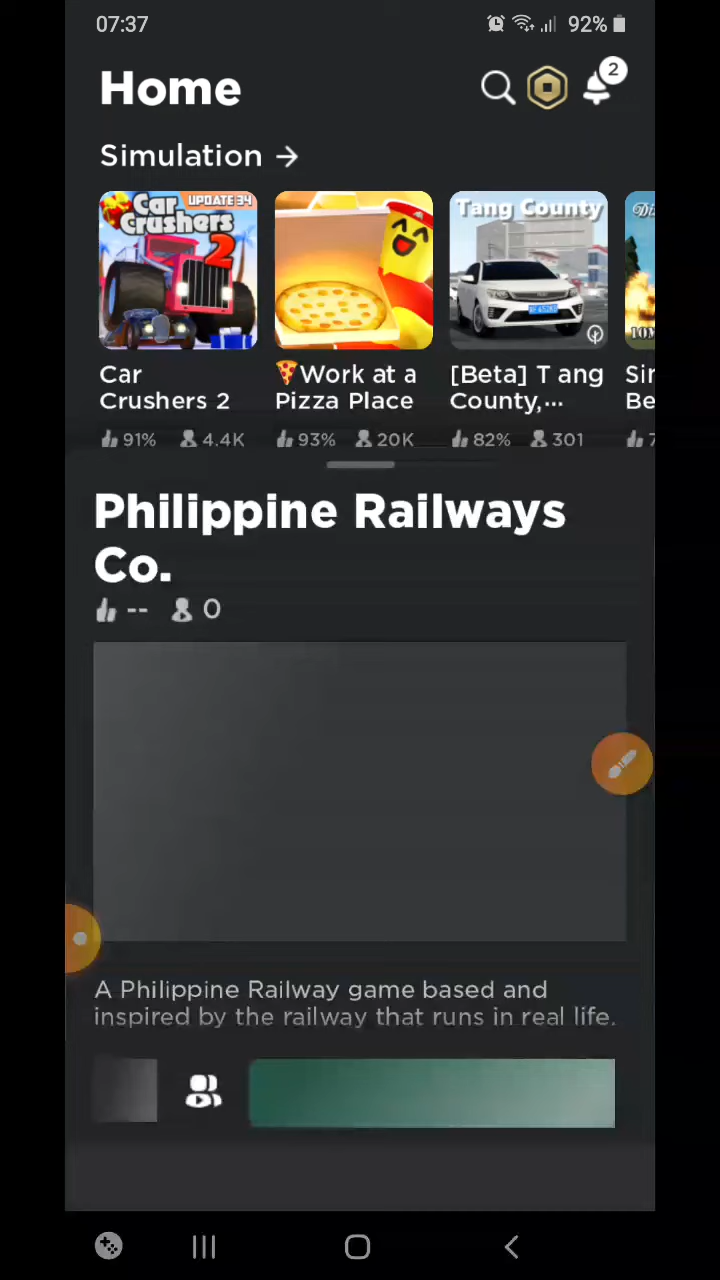 07:37
92%
Home
2
Simulation
UPDATE 34
Car
Crushers
2
Tang County
Car
Crushers 2
🍕Work at a
Pizza Place
[Beta] T ang
County,...
Sir
Be
91%
4.4K
93%
20K
82%
301
Philippine Railways
Co.
--
0
A Philippine Railway game based and
inspired by the railway that runs in real life.